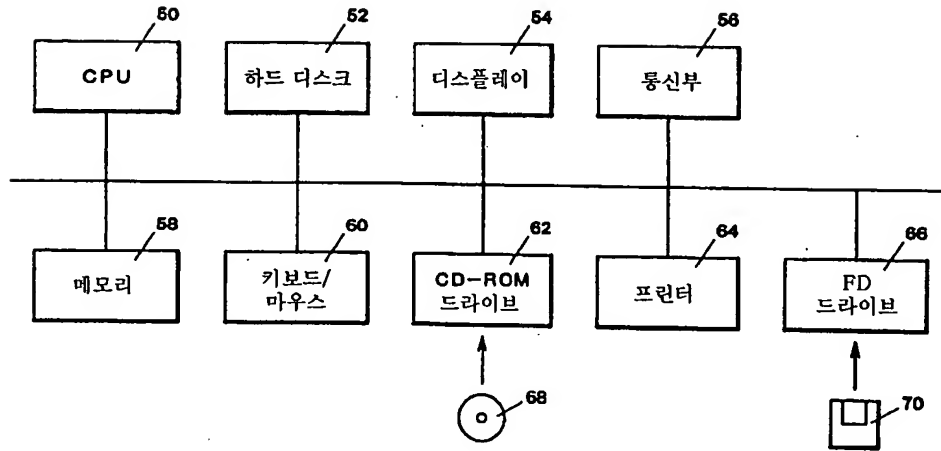 50
52
54
56
CPU
하드 디스크
디스플레이
통신부
58
60
62
64
66
메모리
키보드/
마우스
CD-ROM
드라이브
프린터
FD
드라이브
68
70